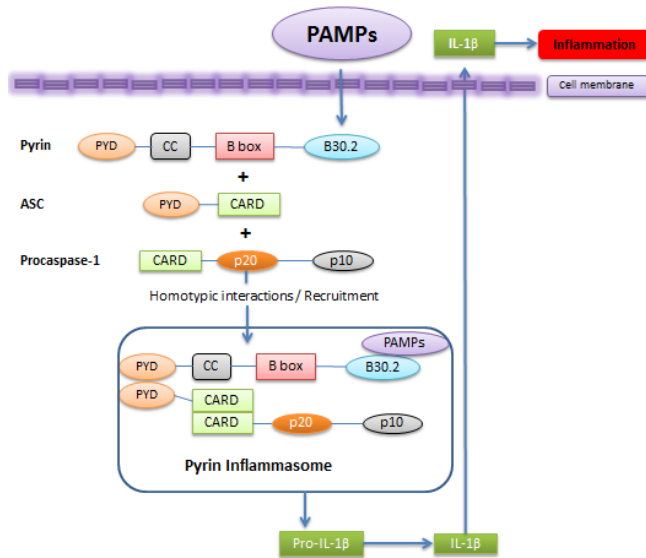 PAMPs
IL-1β
Inflammation
Cell membrane
Pyrin
PYD
CC
B box
B30.2
+
ASC
PYD
CARD
+
Procaspase-1
CARD
p20
p10
Homotypic interactions / Recruitment
PAMPs
PYD
CC
B box
B30.2
PYD
CARD
CARD
p20
p10
Pyrin Inflammasome
Pro-IL-1β
IL-1β